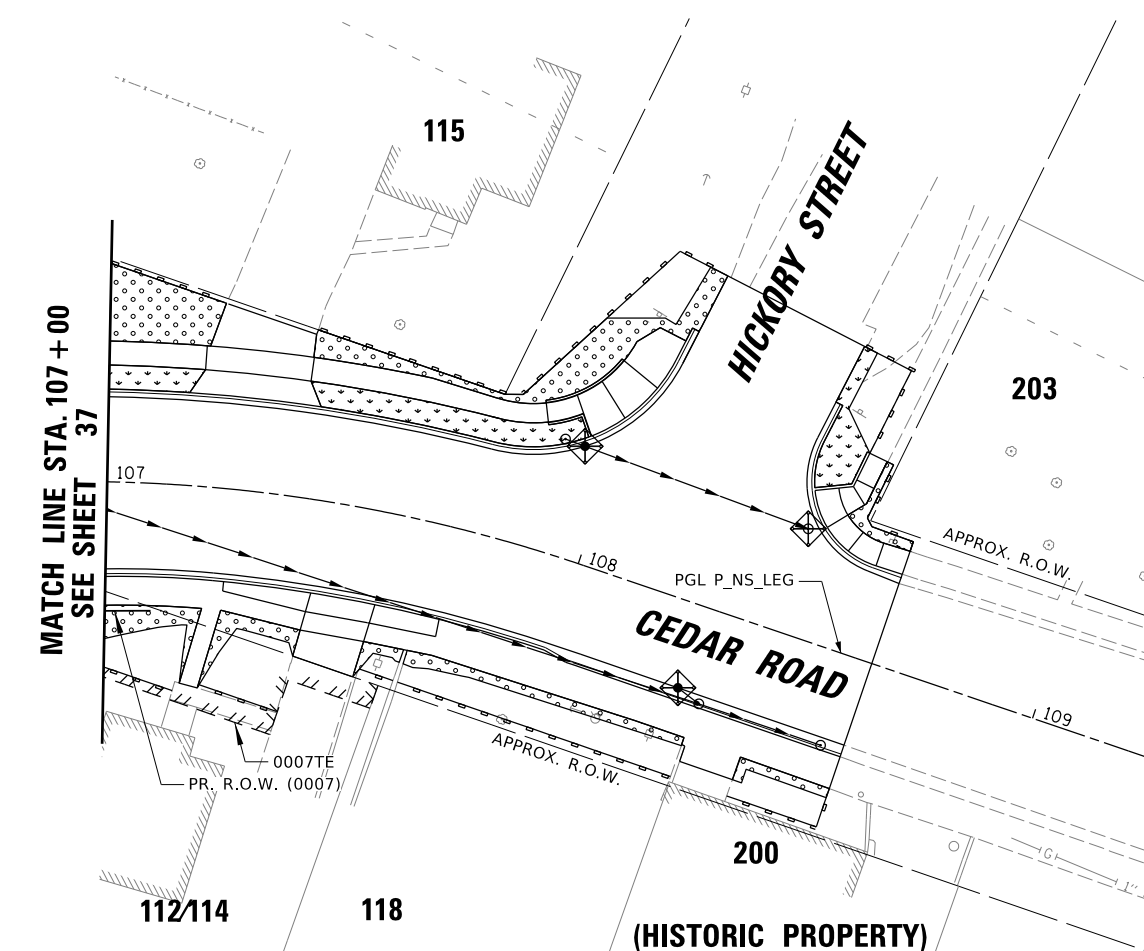 115
HICKORY STREET
MATCH LINE STA. 107 + 00
SEE SHEET 37
203
107
APPROX. R.O.W.
108
PGL P_NS_LEG
CEDAR ROAD
109
0007TE
PR. R.O.W. (0007)
APPROX. R.O.W.
200
G
1"
112/114
118
(HISTORIC PROPERTY)